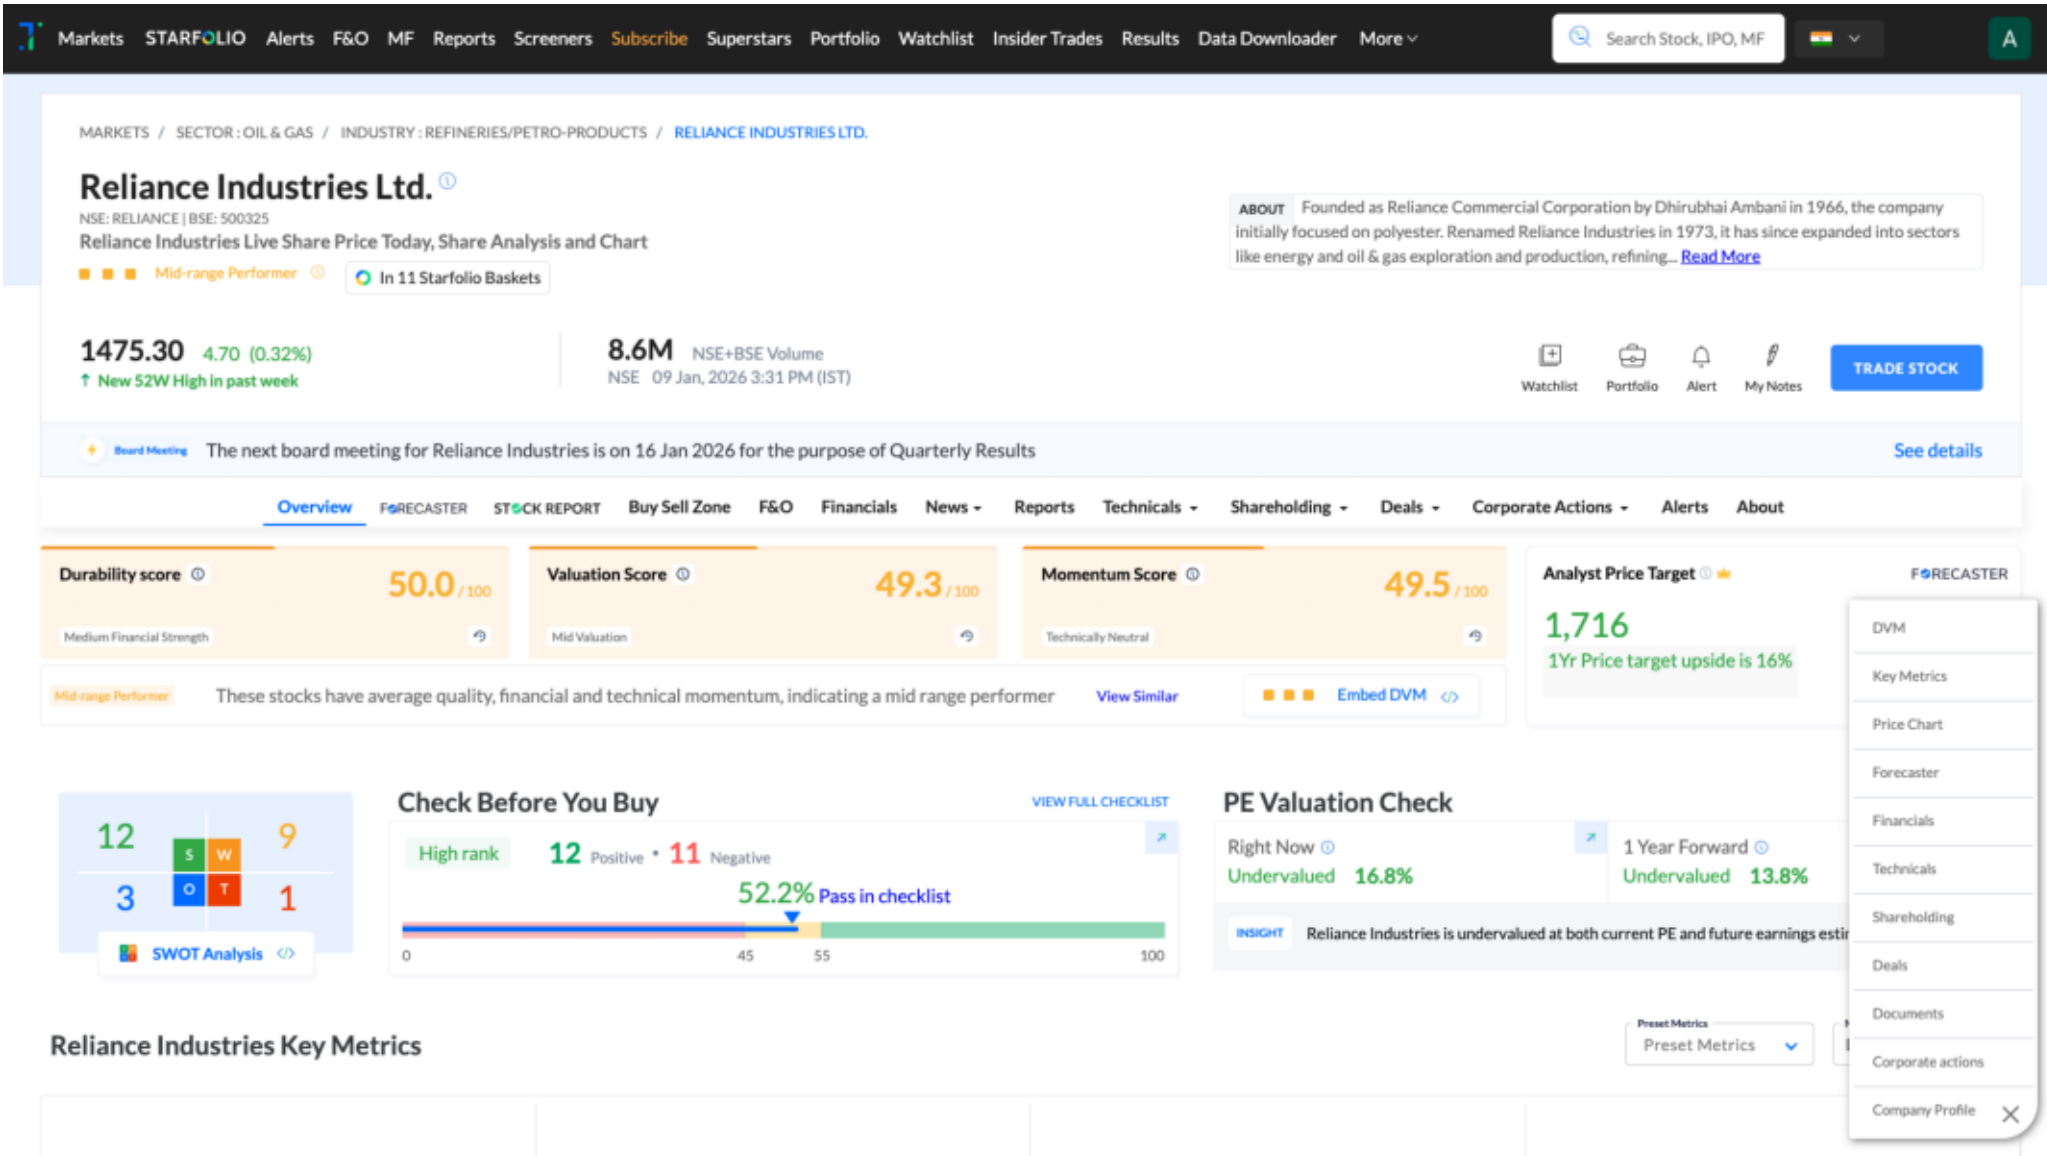 Markets STARFOLIO Alerts F&O MF Reports Screeners Subscribe Superstars Portfolio Watchlist Insider Trades Results Data Downloader More Search Stock, IPO, MF A
MARKETS / SECTOR : OIL & GAS / INDUSTRY : REFINERIES/PETRO-PRODUCTS / RELIANCE INDUSTRIES LTD.
Reliance Industries Ltd.
NSE: RELIANCE | BSE: 500325
Reliance Industries Live Share Price Today, Share Analysis and Chart
Mid-range Performer In 11 Starfolio Baskets
ABOUT Founded as Reliance Commercial Corporation by Dhirubhai Ambani in 1966, the company
initially focused on polyester. Renamed Reliance Industries in 1973, it has since expanded into sectors
like energy and oil & gas exploration and production, refining... Read More
1475.30 4.70 (0.32%)
↑ New 52W High in past week
8.6M NSE+BSE Volume
NSE 09 Jan, 2026 3:31 PM (IST)
Watchlist Portfolio Alert My Notes TRADE STOCK
Board Meeting The next board meeting for Reliance Industries is on 16 Jan 2026 for the purpose of Quarterly Results See details
Overview FORECASTER STOCK REPORT Buy Sell Zone F&O Financials News Reports Technicals Shareholding Deals Corporate Actions Alerts About
Durability score 50.0 / 100
Medium Financial Strength
Valuation Score 49.3 / 100
Mid Valuation
Momentum Score 49.5 / 100
Technically Neutral
Analyst Price Target FORECASTER
1,716
1Yr Price target upside is 16%
Mid-range Performer These stocks have average quality, financial and technical momentum, indicating a mid range performer View Similar Embed DVM </>
12 9
S W
O T
3 1
SWOT Analysis </>
Check Before You Buy VIEW FULL CHECKLIST
High rank 12 Positive • 11 Negative
52.2% Pass in checklist
0 45 55 100
PE Valuation Check
Right Now
Undervalued 16.8%
1 Year Forward
Undervalued 13.8%
INSIGHT Reliance Industries is undervalued at both current PE and future earnings
Reliance Industries Key Metrics
Preset Metrics
Preset Metrics
DVM
Key Metrics
Price Chart
Forecaster
Financials
Technicals
Shareholding
Deals
Documents
Corporate actions
Company Profile